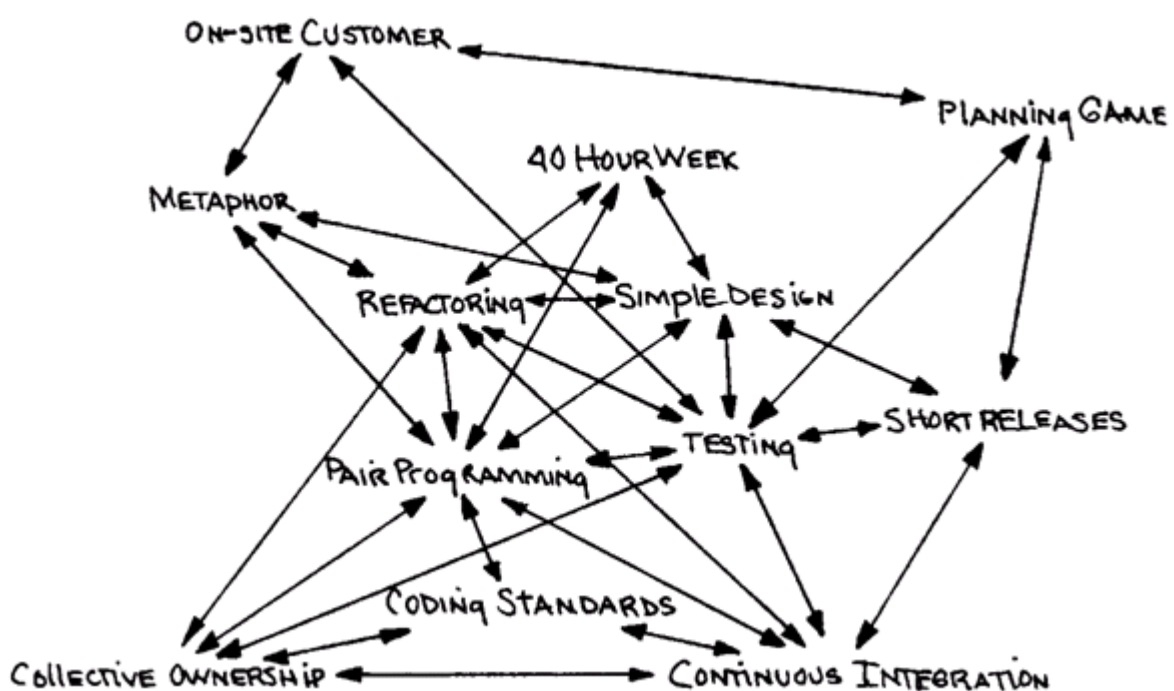 ON-SITE CUSTOMER
PLANNING GAME
40 HOUR WEEK
METAPHOR
REFACTORING
SIMPLE DESIGN
SHORT RELEASES
TESTING
PAIR PROGRAMMING
CODING STANDARDS
COLLECTIVE OWNERSHIP
CONTINUOUS INTEGRATION